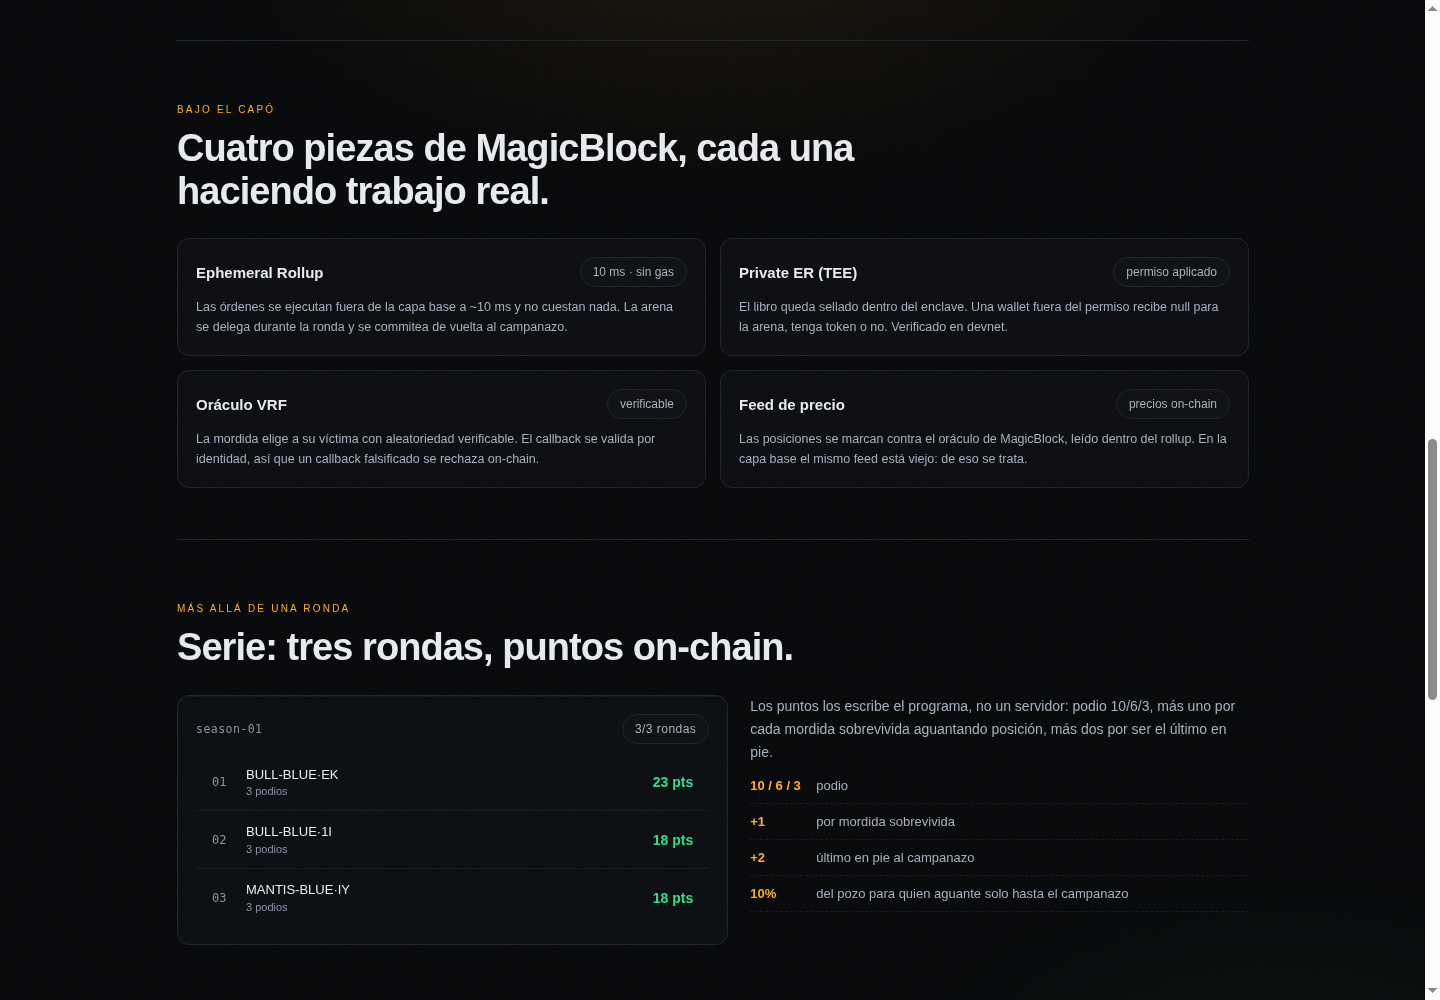 BAJO EL CAPÓ
Cuatro piezas de MagicBlock, cada una
haciendo trabajo real.
Ephemeral Rollup
10 ms · sin gas
Las órdenes se ejecutan fuera de la capa base a ~10 ms y no cuestan nada. La arena
se delega durante la ronda y se commitea de vuelta al campanazo.
Private ER (TEE)
permiso aplicado
El libro queda sellado dentro del enclave. Una wallet fuera del permiso recibe null para
la arena, tenga token o no. Verificado en devnet.
Oráculo VRF
verificable
La mordida elige a su víctima con aleatoriedad verificable. El callback se valida por
identidad, así que un callback falsificado se rechaza on-chain.
Feed de precio
precios on-chain
Las posiciones se marcan contra el oráculo de MagicBlock, leído dentro del rollup. En la
capa base el mismo feed está viejo: de eso se trata.
MÁS ALLÁ DE UNA RONDA
Serie: tres rondas, puntos on-chain.
season-01
3/3 rondas
01
BULL-BLUE·EK
3 podios
23 pts
02
BULL-BLUE·1I
3 podios
18 pts
03
MANTIS-BLUE·IY
3 podios
18 pts
Los puntos los escribe el programa, no un servidor: podio 10/6/3, más uno por
cada mordida sobrevivida aguantando posición, más dos por ser el último en
pie.
10 / 6 / 3 podio
+1 por mordida sobrevivida
+2 último en pie al campanazo
10% del pozo para quien aguante solo hasta el campanazo